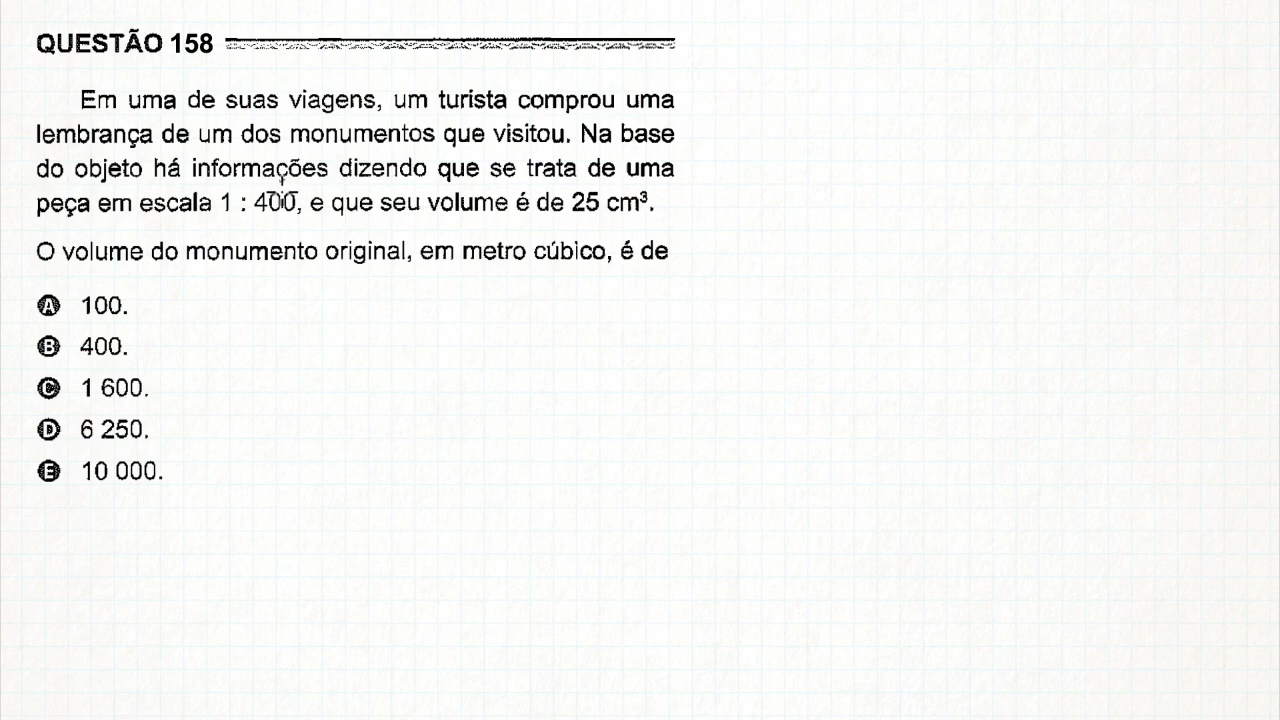 QUESTÃO 158
Em uma de suas viagens, um turista comprou uma
lembrança de um dos monumentos que visitou. Na base
do objeto há informações dizendo que se trata de uma
peça em escala 1 : 400, e que seu volume é de 25 cm³.
O volume do monumento original, em metro cúbico, é de
A 100.
B 400.
C 1 600.
D 6 250.
E 10 000.